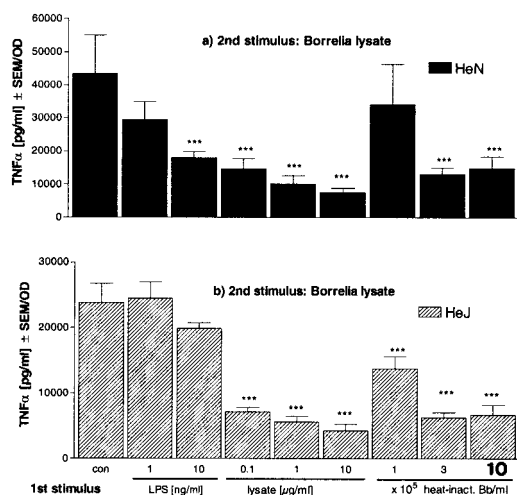 a) 2nd stimulus: Borrelia lysate
HeN
TNFα [pg/ml] ± SEM/OD
60000
50000
40000
30000
20000
10000
0
*** *** *** *** *** ***
b) 2nd stimulus: Borrelia lysate
HeJ
TNFα [pg/ml] ± SEM/OD
30000
20000
10000
0
*** *** *** *** *** ***
con 1 10 0.1 1 10 1 3 10
1st stimulus LPS [ng/ml] lysate [µg/ml] x 10⁵ heat-inact. Bb/ml